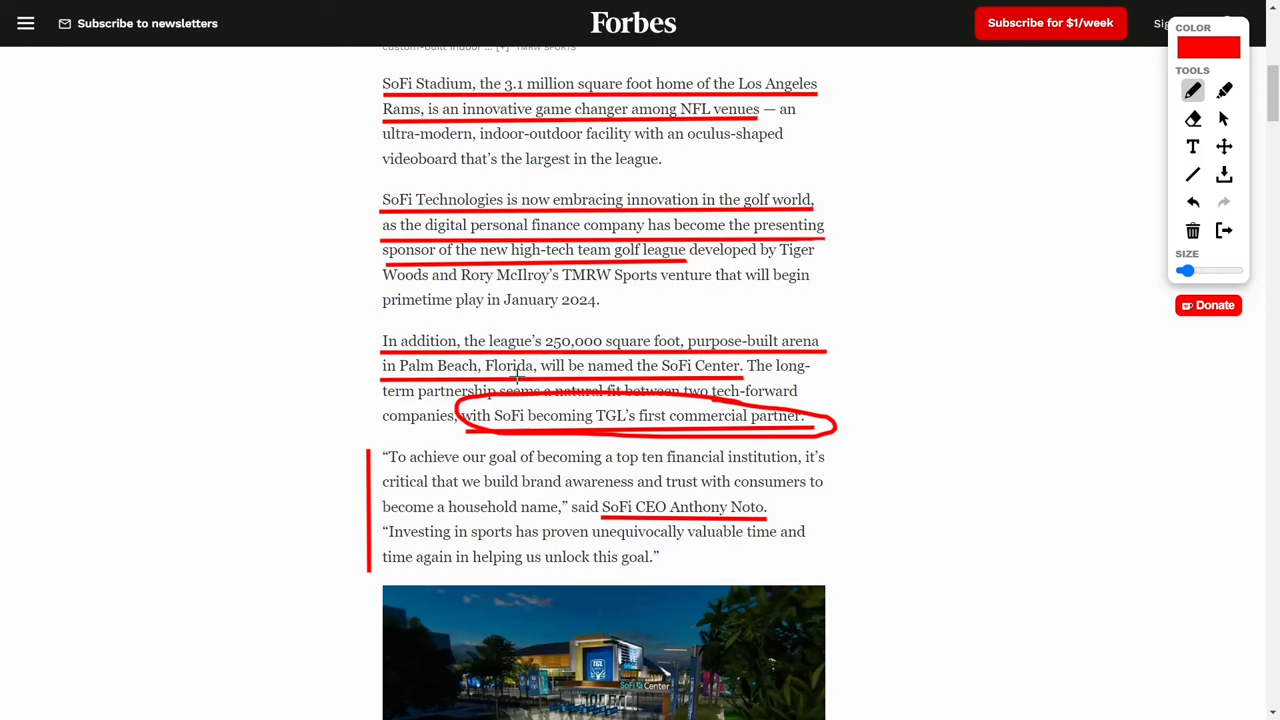 Subscribe to newsletters
Forbes
Subscribe for $1/week
COLOR
TOOLS
SIZE
Donate
TMRW SPORTS
SoFi Stadium, the 3.1 million square foot home of the Los Angeles
Rams, is an innovative game changer among NFL venues — an
ultra-modern, indoor-outdoor facility with an oculus-shaped
videoboard that’s the largest in the league.
SoFi Technologies is now embracing innovation in the golf world,
as the digital personal finance company has become the presenting
sponsor of the new high-tech team golf league developed by Tiger
Woods and Rory McIlroy’s TMRW Sports venture that will begin
primetime play in January 2024.
In addition, the league’s 250,000 square foot, purpose-built arena
in Palm Beach, Florida, will be named the SoFi Center. The long-
term partnership seems a natural fit between two tech-forward
companies, with SoFi becoming TGL’s first commercial partner.
“To achieve our goal of becoming a top ten financial institution, it’s
critical that we build brand awareness and trust with consumers to
become a household name,” said SoFi CEO Anthony Noto.
“Investing in sports has proven unequivocally valuable time and
time again in helping us unlock this goal.”
TGL
SoFi Center